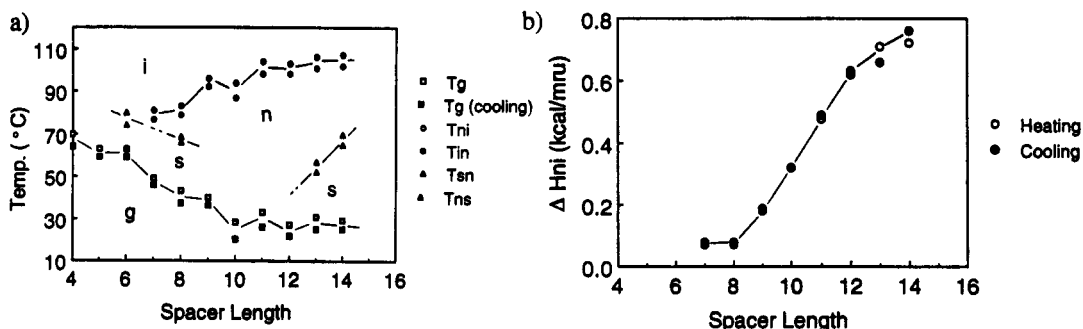 a)
110
90
70
50
30
10
Temp. (°C)
i
n
s
s
g
4 6 8 10 12 14 16
Spacer Length
Tg
Tg (cooling)
Tni
Tin
Tsn
Tns
b)
0.8
0.6
0.4
0.2
0.0
Δ Hni (kcal/mru)
4 6 8 10 12 14 16
Spacer Length
Heating
Cooling